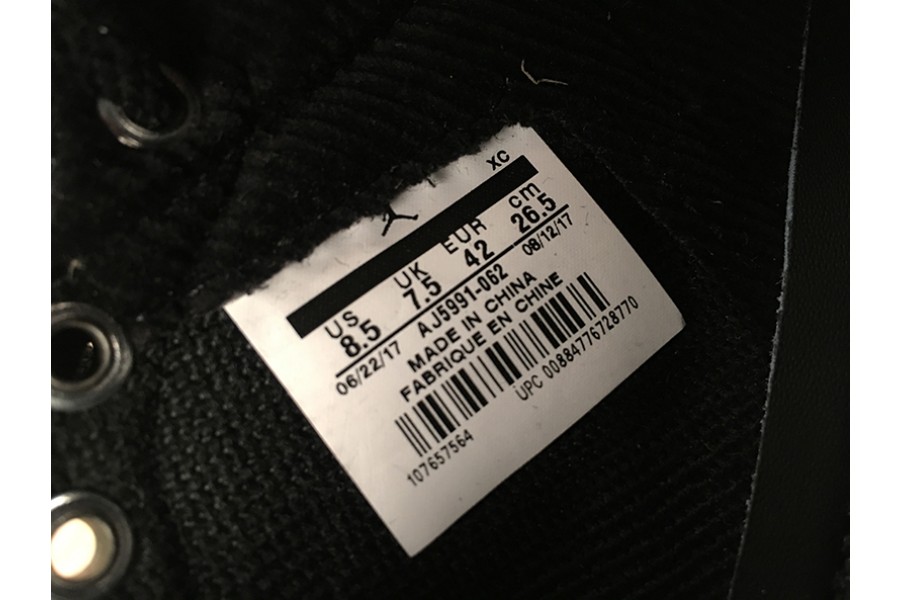 XC
US UK EUR cm
8.5 7.5 42 26.5
06/22/17 AJ5991-062 08/12/17
MADE IN CHINA
FABRIQUE EN CHINE
107657564 UPC 00884776728770